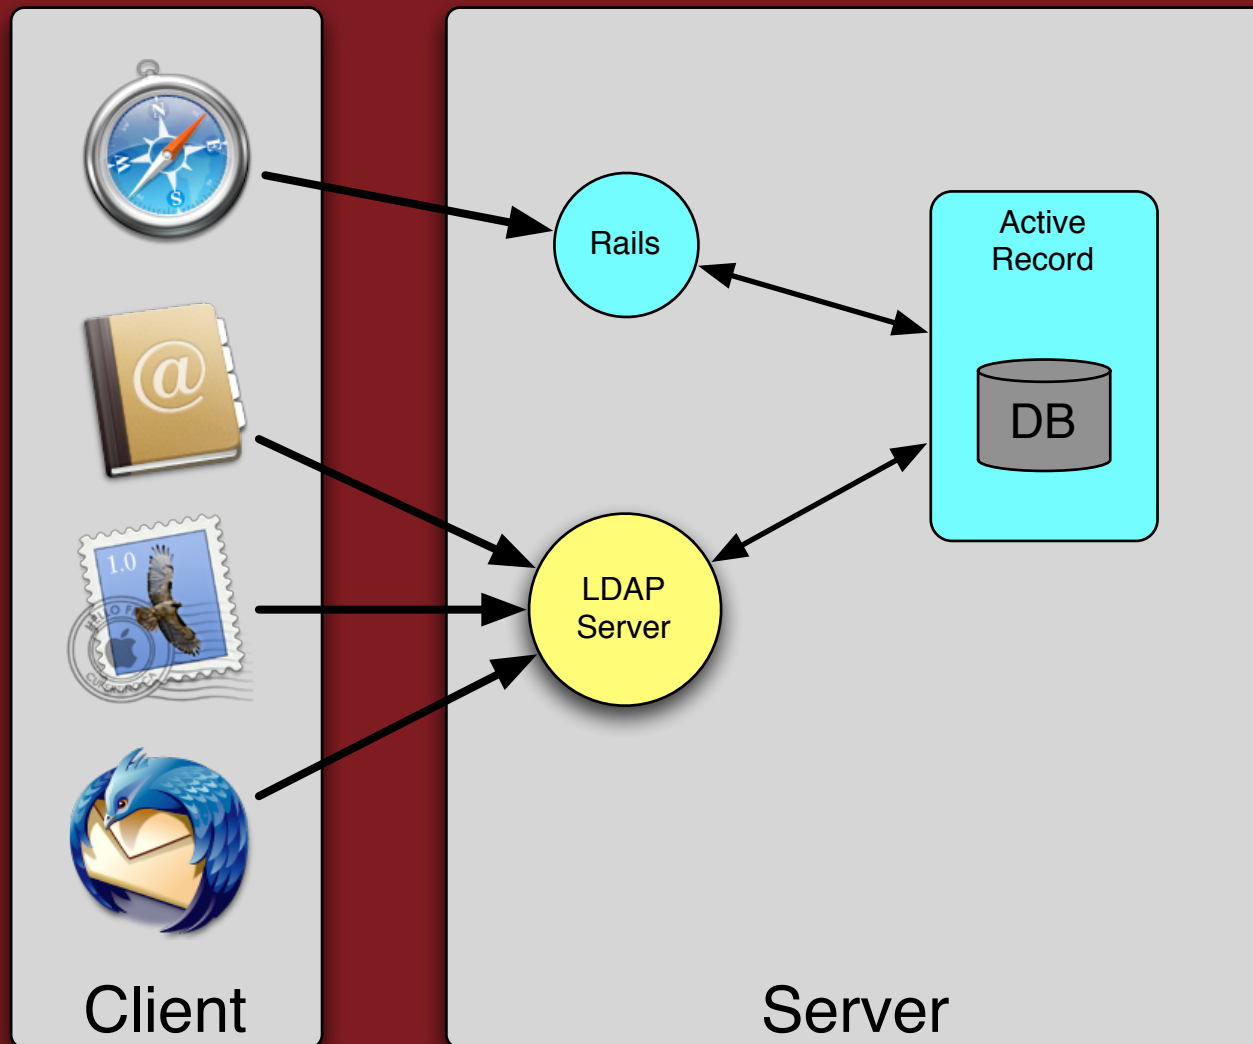 N
E
W
S
Rails
Active
Record
DB
@
1.0
LDAP
Server
Client
Server